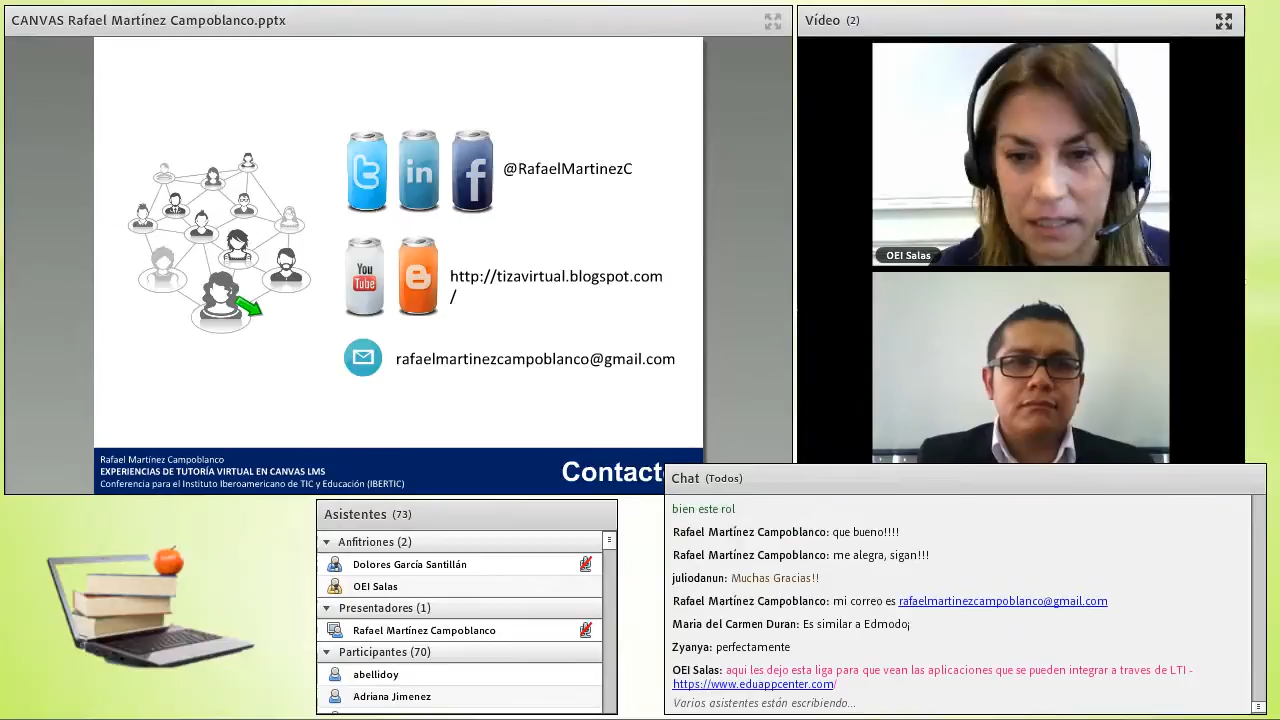 CANVAS Rafael Martínez Campoblanco.pptx
in
f
@RafaelMartinezC
You
Tube
http://tizavirtual.blogspot.com
/
rafaelmartinezcampoblanco@gmail.com
Rafael Martínez Campoblanco
EXPERIENCIAS DE TUTORÍA VIRTUAL EN CANVAS LMS
Conferencia para el Instituto Iberoamericano de TIC y Educación (IBERTIC)
Contacto
Vídeo (2)
OEI Salas
Asistentes (73)
Anfitriones (2)
Dolores García Santillán
OEI Salas
Presentadores (1)
Rafael Martínez Campoblanco
Participantes (70)
abellidoy
Adriana Jimenez
Chat (Todos)
bien este rol
Rafael Martínez Campoblanco: que bueno!!!!
Rafael Martínez Campoblanco: me alegra, sigan!!!
juliodanun: Muchas Gracias!!
Rafael Martínez Campoblanco: mi correo es rafaelmartinezcampoblanco@gmail.com
Maria del Carmen Duran: Es similar a Edmodo¡
Zyanya: perfectamente
OEI Salas: aqui les dejo esta liga para que vean las aplicaciones que se pueden integrar a traves de LTI -
https://www.eduappcenter.com/
Varios asistentes están escribiendo...